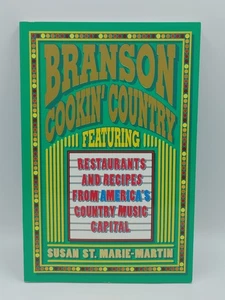 BRANSON
COOKIN' COUNTRY
FEATURING
RESTAURANTS
AND RECIPES
FROM AMERICA'S
COUNTRY MUSIC
CAPITAL
SUSAN ST. MARIE-MARTIN